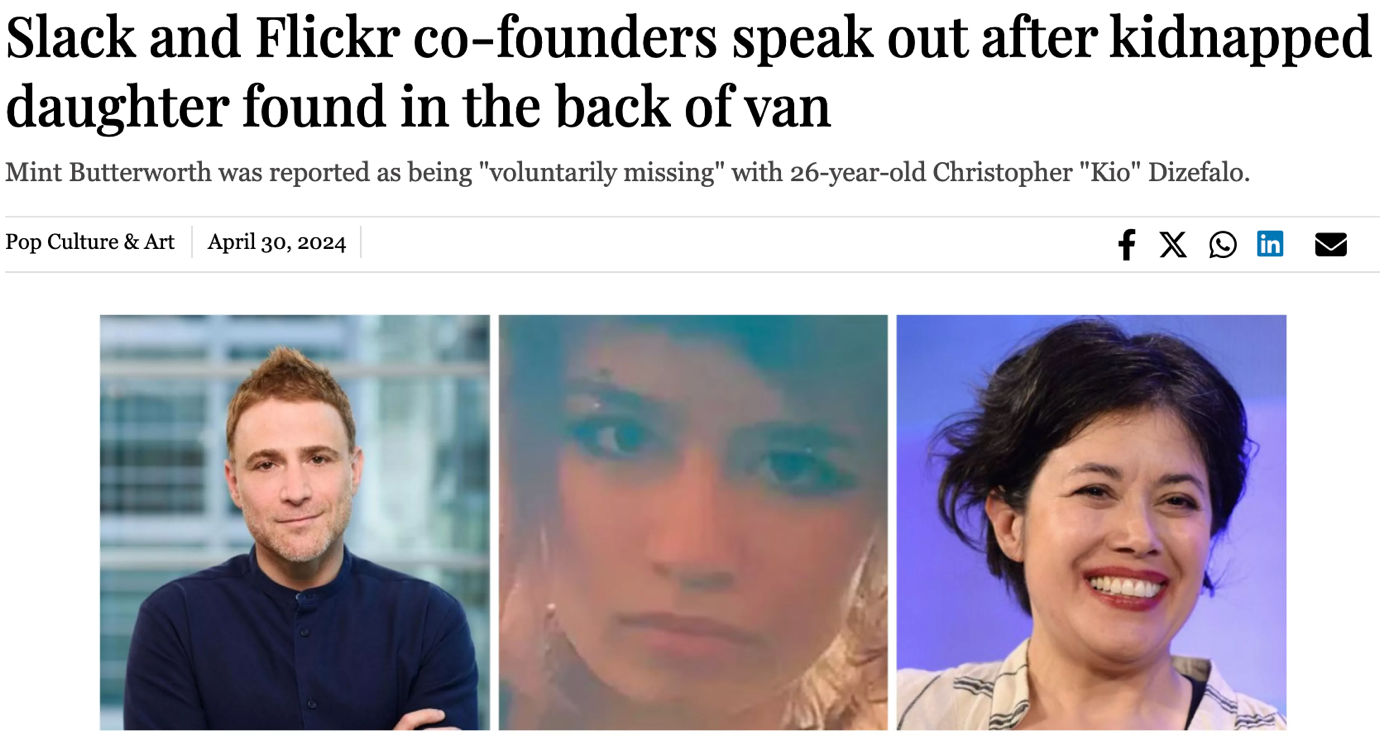 Slack and Flickr co-founders speak out after kidnapped
daughter found in the back of van
Mint Butterworth was reported as being "voluntarily missing" with 26-year-old Christopher "Kio" Dizefalo.
Pop Culture & Art
April 30, 2024
f
X
in